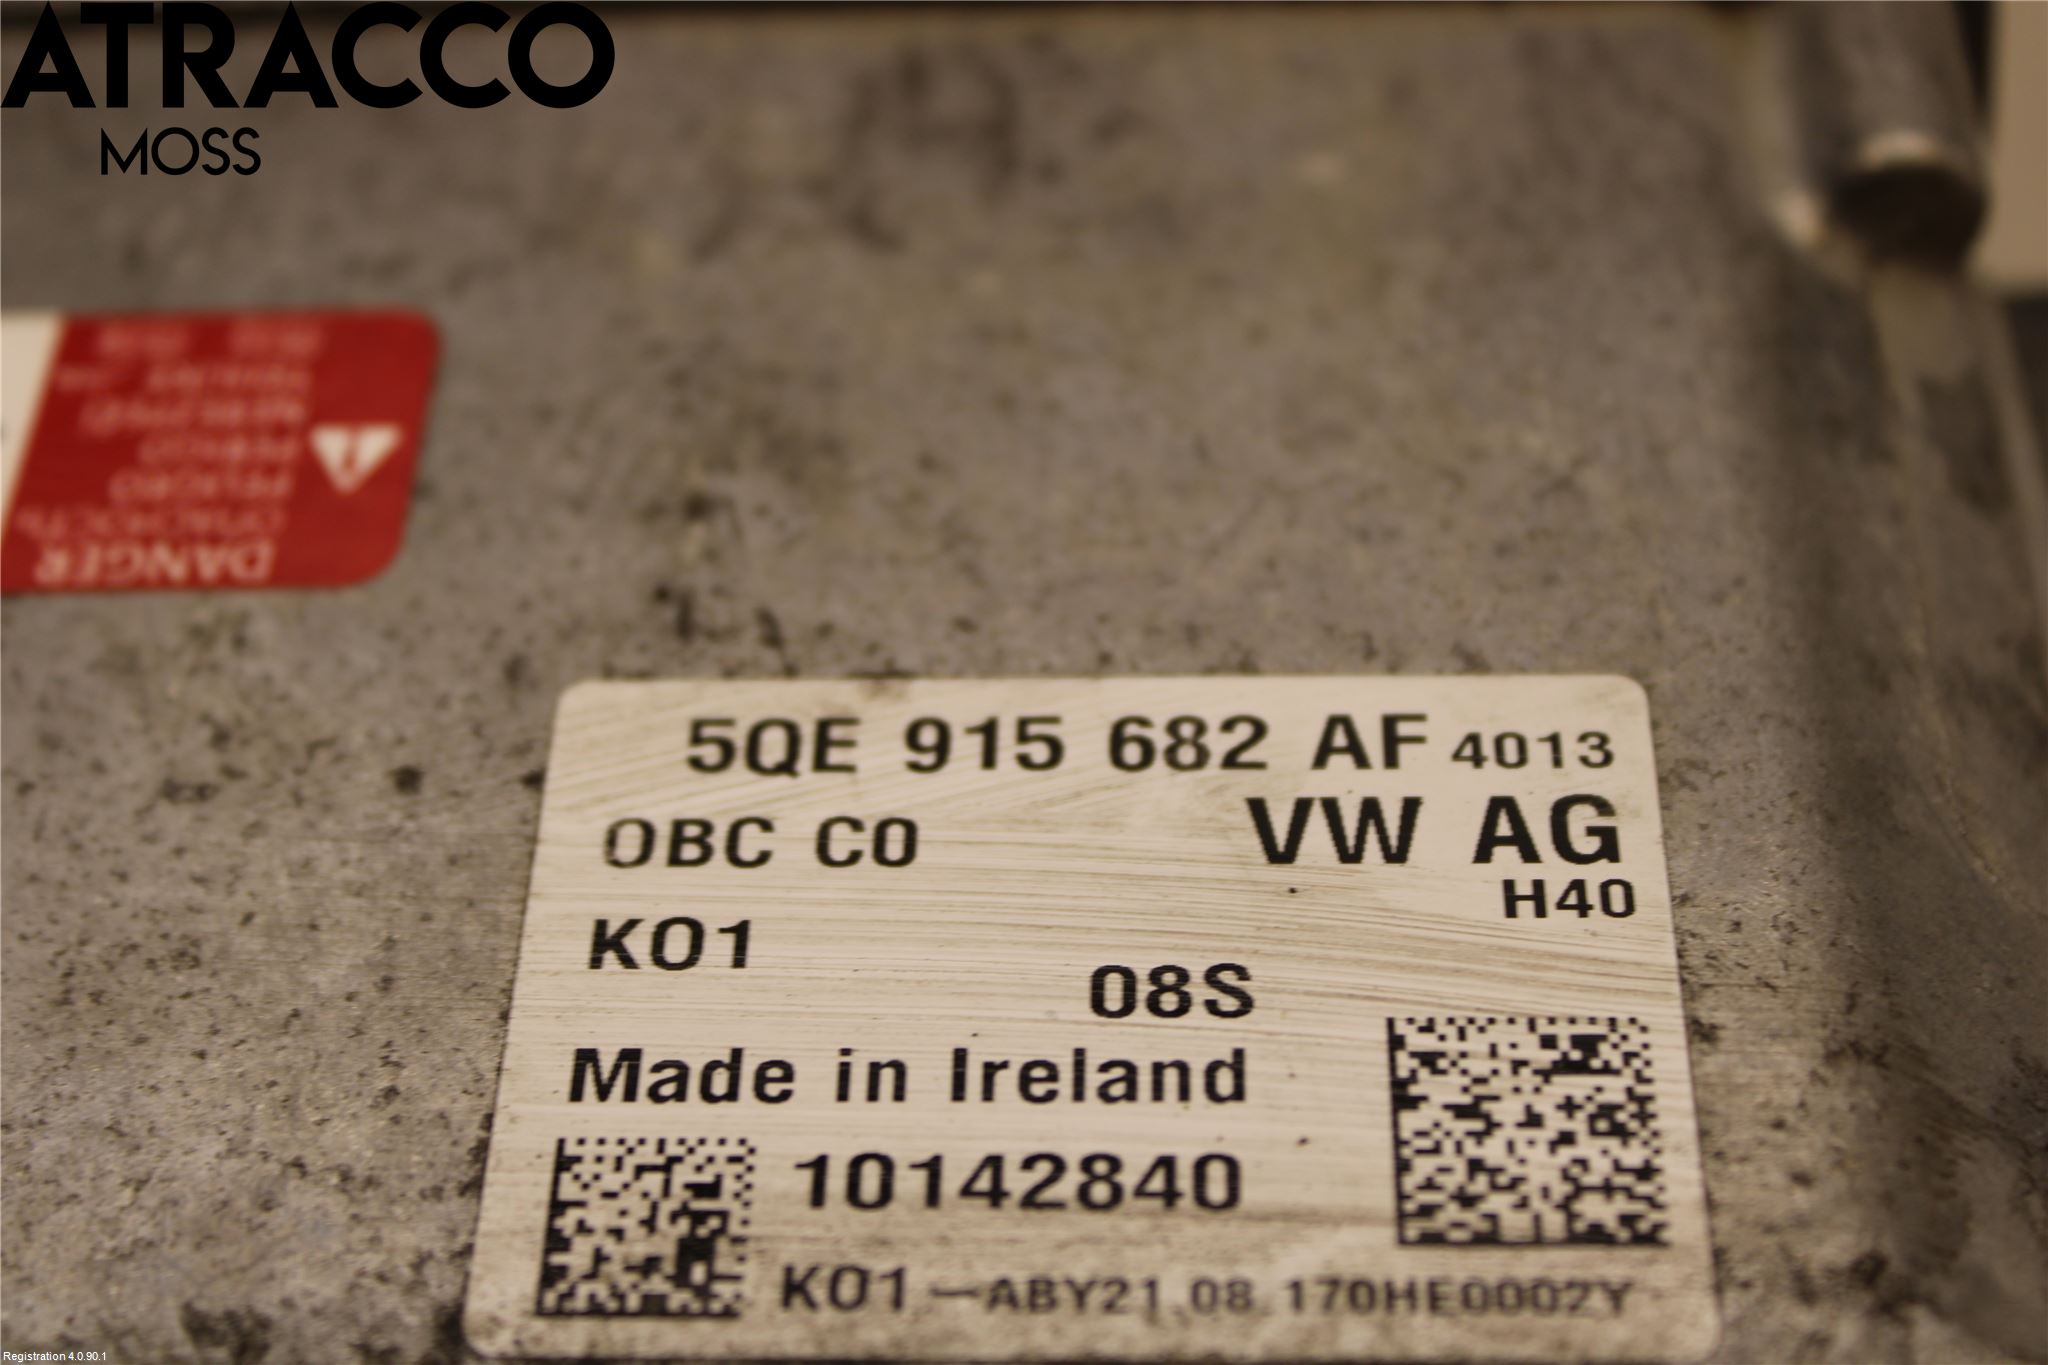 ATRACCO
MOSS
DANGER
5QE 915 682 AF 4013
OBC C0 VW AG
H40
K01
08S
Made in Ireland
10142840
K01 -ABY21.08.170HE0002Y
Registration 4.0.90.1